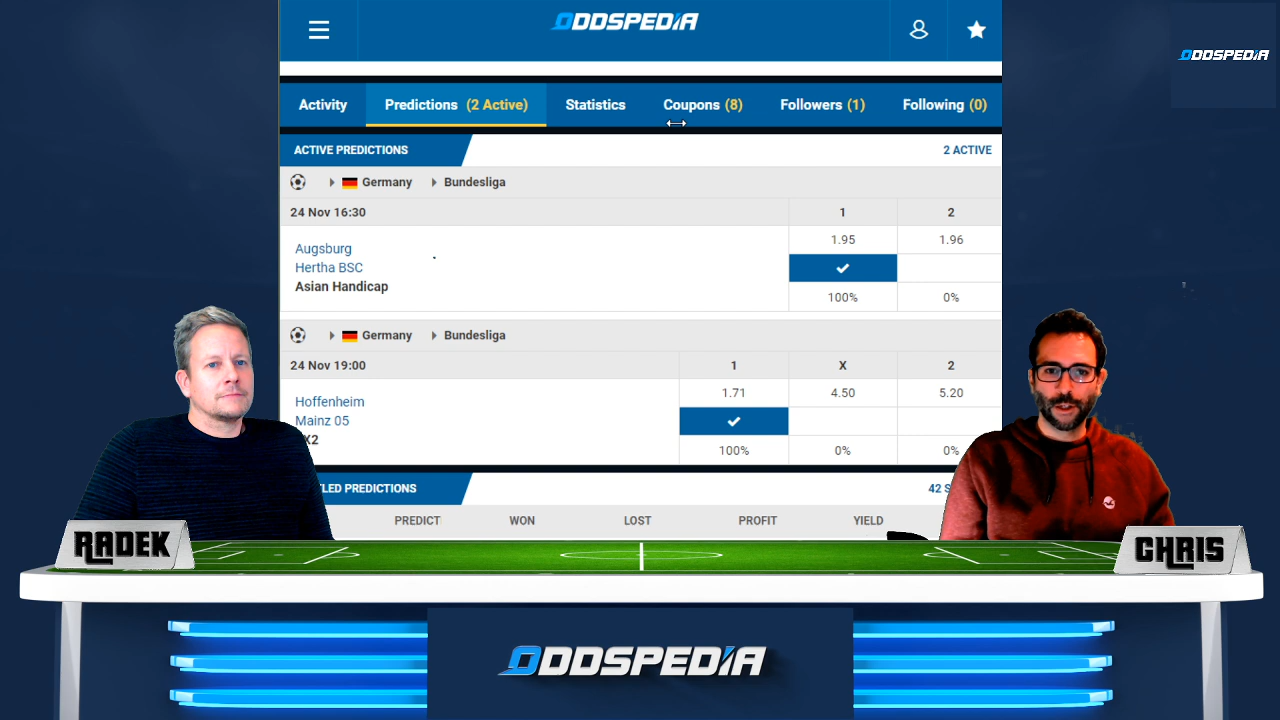 ODDSPEDIA
ODDSPEDIA
Activity Predictions (2 Active) Statistics Coupons (8) Followers (1) Following (0)
ACTIVE PREDICTIONS 2 ACTIVE
Germany Bundesliga
24 Nov 16:30 1 2
Augsburg 1.95 1.96
Hertha BSC
Asian Handicap
100% 0%
Germany Bundesliga
24 Nov 19:00 1 X 2
Hoffenheim 1.71 4.50 5.20
Mainz 05
X2
100% 0% 0%
LED PREDICTIONS 42 S
PREDICT WON LOST PROFIT YIELD
RADEK
CHRIS
ODDSPEDIA